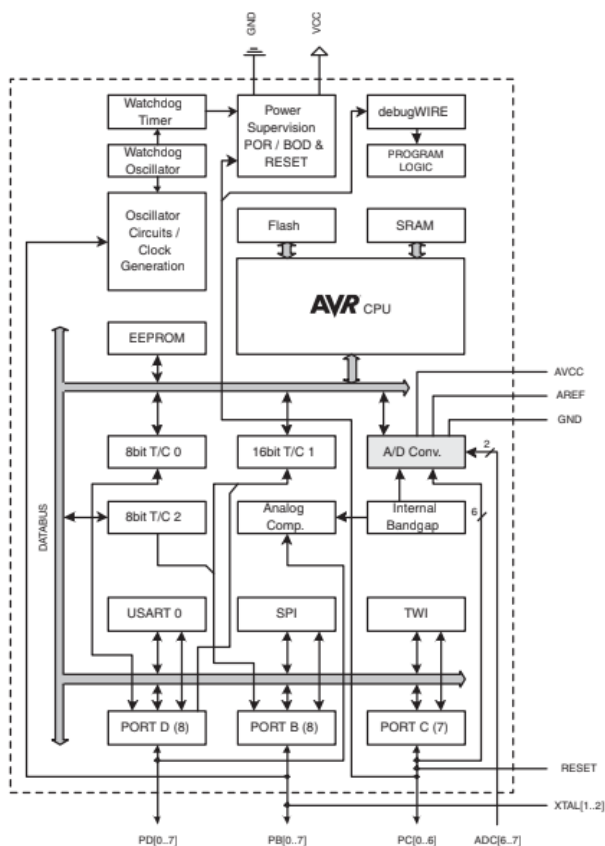 GND
VCC
Watchdog
Timer
Power
Supervision
POR / BOD &
RESET
debugWIRE
Watchdog
Oscillator
PROGRAM
LOGIC
Oscillator
Circuits /
Clock
Generation
Flash
SRAM
AVR CPU
EEPROM
AVCC
AREF
GND
8bit T/C 0
16bit T/C 1
A/D Conv.
2
DATABUS
8bit T/C 2
Analog
Comp.
Internal
Bandgap
6
USART 0
SPI
TWI
PORT D (8)
PORT B (8)
PORT C (7)
RESET
XTAL[1..2]
PD[0..7]
PB[0..7]
PC[0..6]
ADC[6..7]